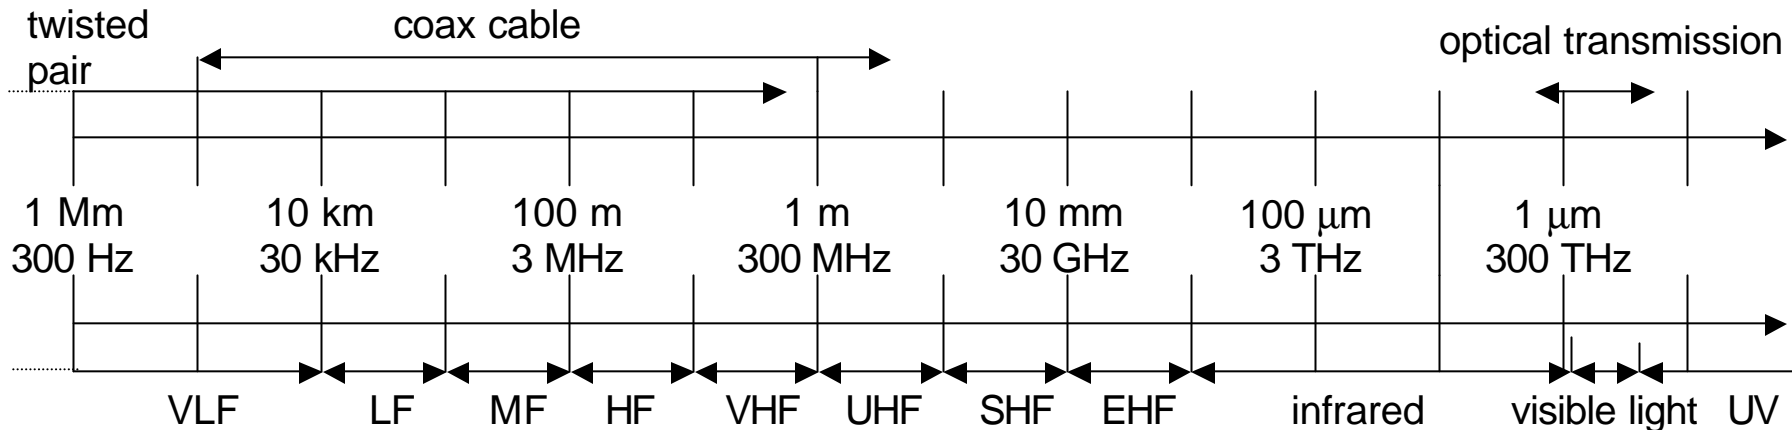 twisted
pair
coax cable
optical transmission
1 Mm
300 Hz
10 km
30 kHz
100 m
3 MHz
1 m
300 MHz
10 mm
30 GHz
100 μm
3 THz
1 μm
300 THz
VLF
LF
MF
HF
VHF
UHF
SHF
EHF
infrared
visible light
UV